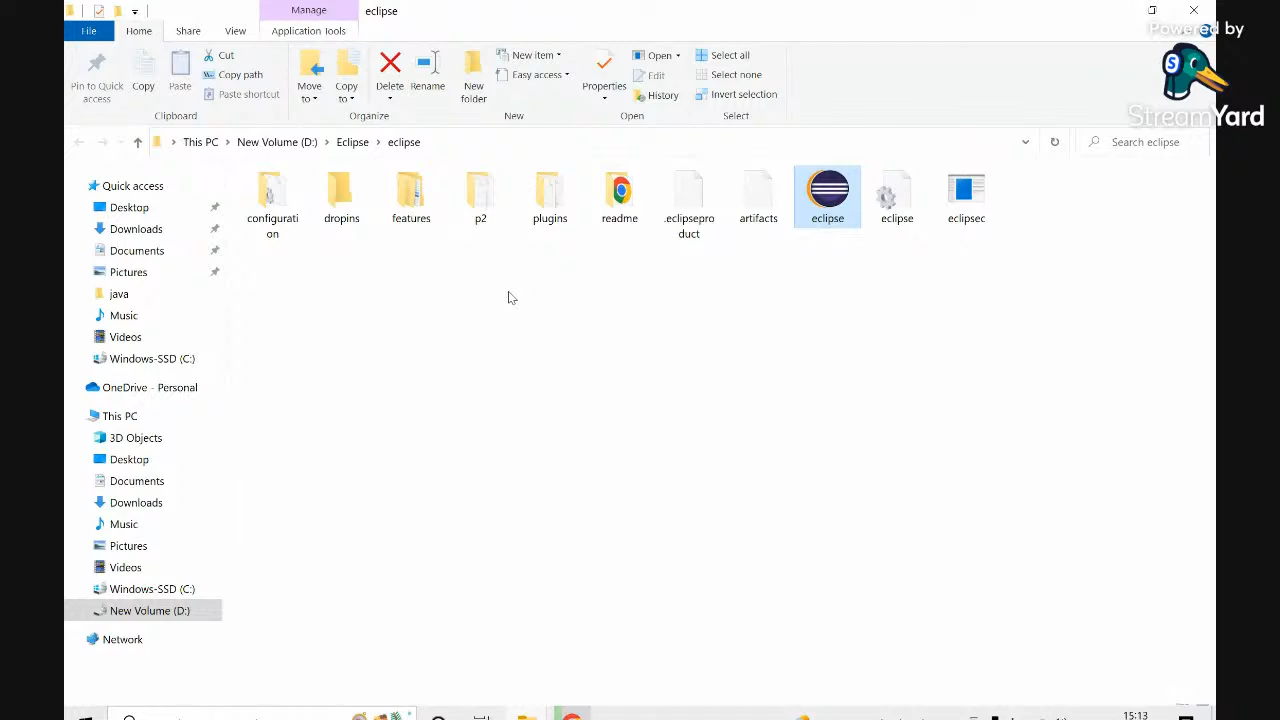 Manage
eclipse
File
Home
Share
View
Application Tools
Powered by
StreamYard
Pin to Quick
access
Copy
Paste
Cut
Copy path
Paste shortcut
Clipboard
Move
to
Copy
to
Delete
Rename
Organize
New
folder
New item
Easy access
New
Properties
Open
Edit
History
Open
Select all
Select none
Invert selection
Select
This PC > New Volume (D:) > Eclipse > eclipse
Search eclipse
Quick access
Desktop
Downloads
Documents
Pictures
java
Music
Videos
Windows-SSD (C:)
OneDrive - Personal
This PC
3D Objects
Desktop
Documents
Downloads
Music
Pictures
Videos
Windows-SSD (C:)
New Volume (D:)
Network
configurati
on
dropins
features
p2
plugins
readme
.eclipsepro
duct
artifacts
eclipse
eclipse
eclipsec
15:13